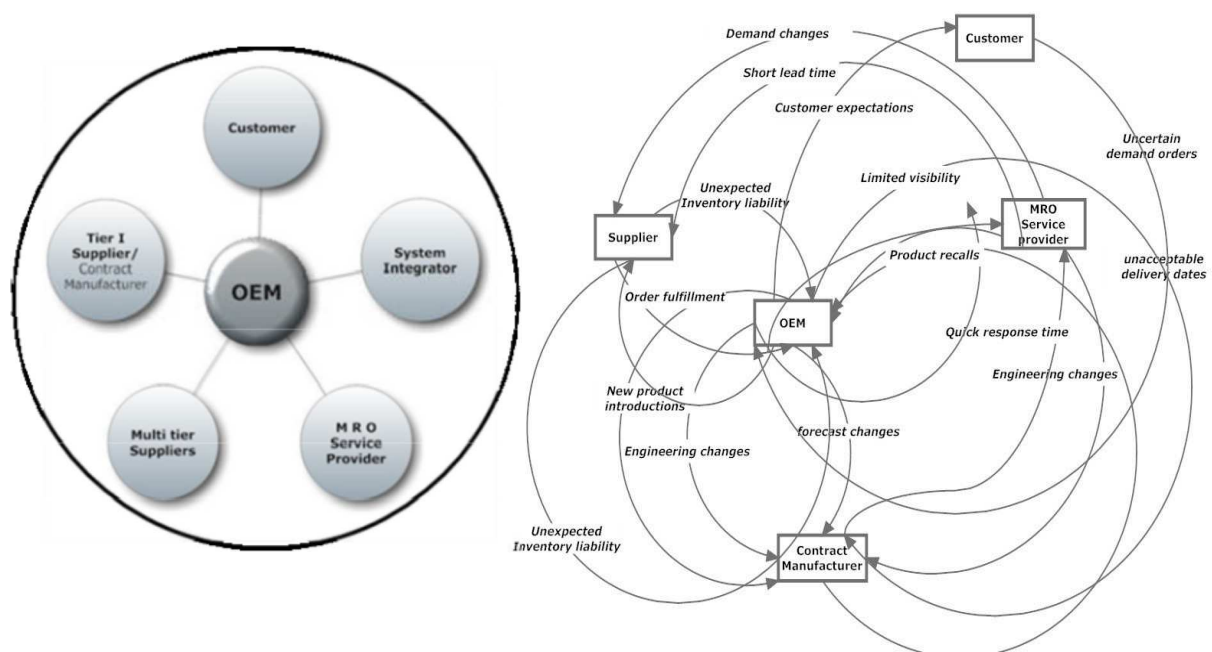 Customer
Tier I
Supplier/
Contract
Manufacturer
System
Integrator
OEM
Multi tier
Suppliers
M R O
Service
Provider
Demand changes
Customer
Short lead time
Customer expectations
Uncertain
demand orders
Limited visibility
Unexpected
Inventory liability
MRO
Service
provider
Supplier
Product recalls
unacceptable
delivery dates
Order fulfillment
OEM
Quick response time
Engineering changes
New product
introductions
forecast changes
Engineering changes
Unexpected
Inventory liability
Contract
Manufacturer